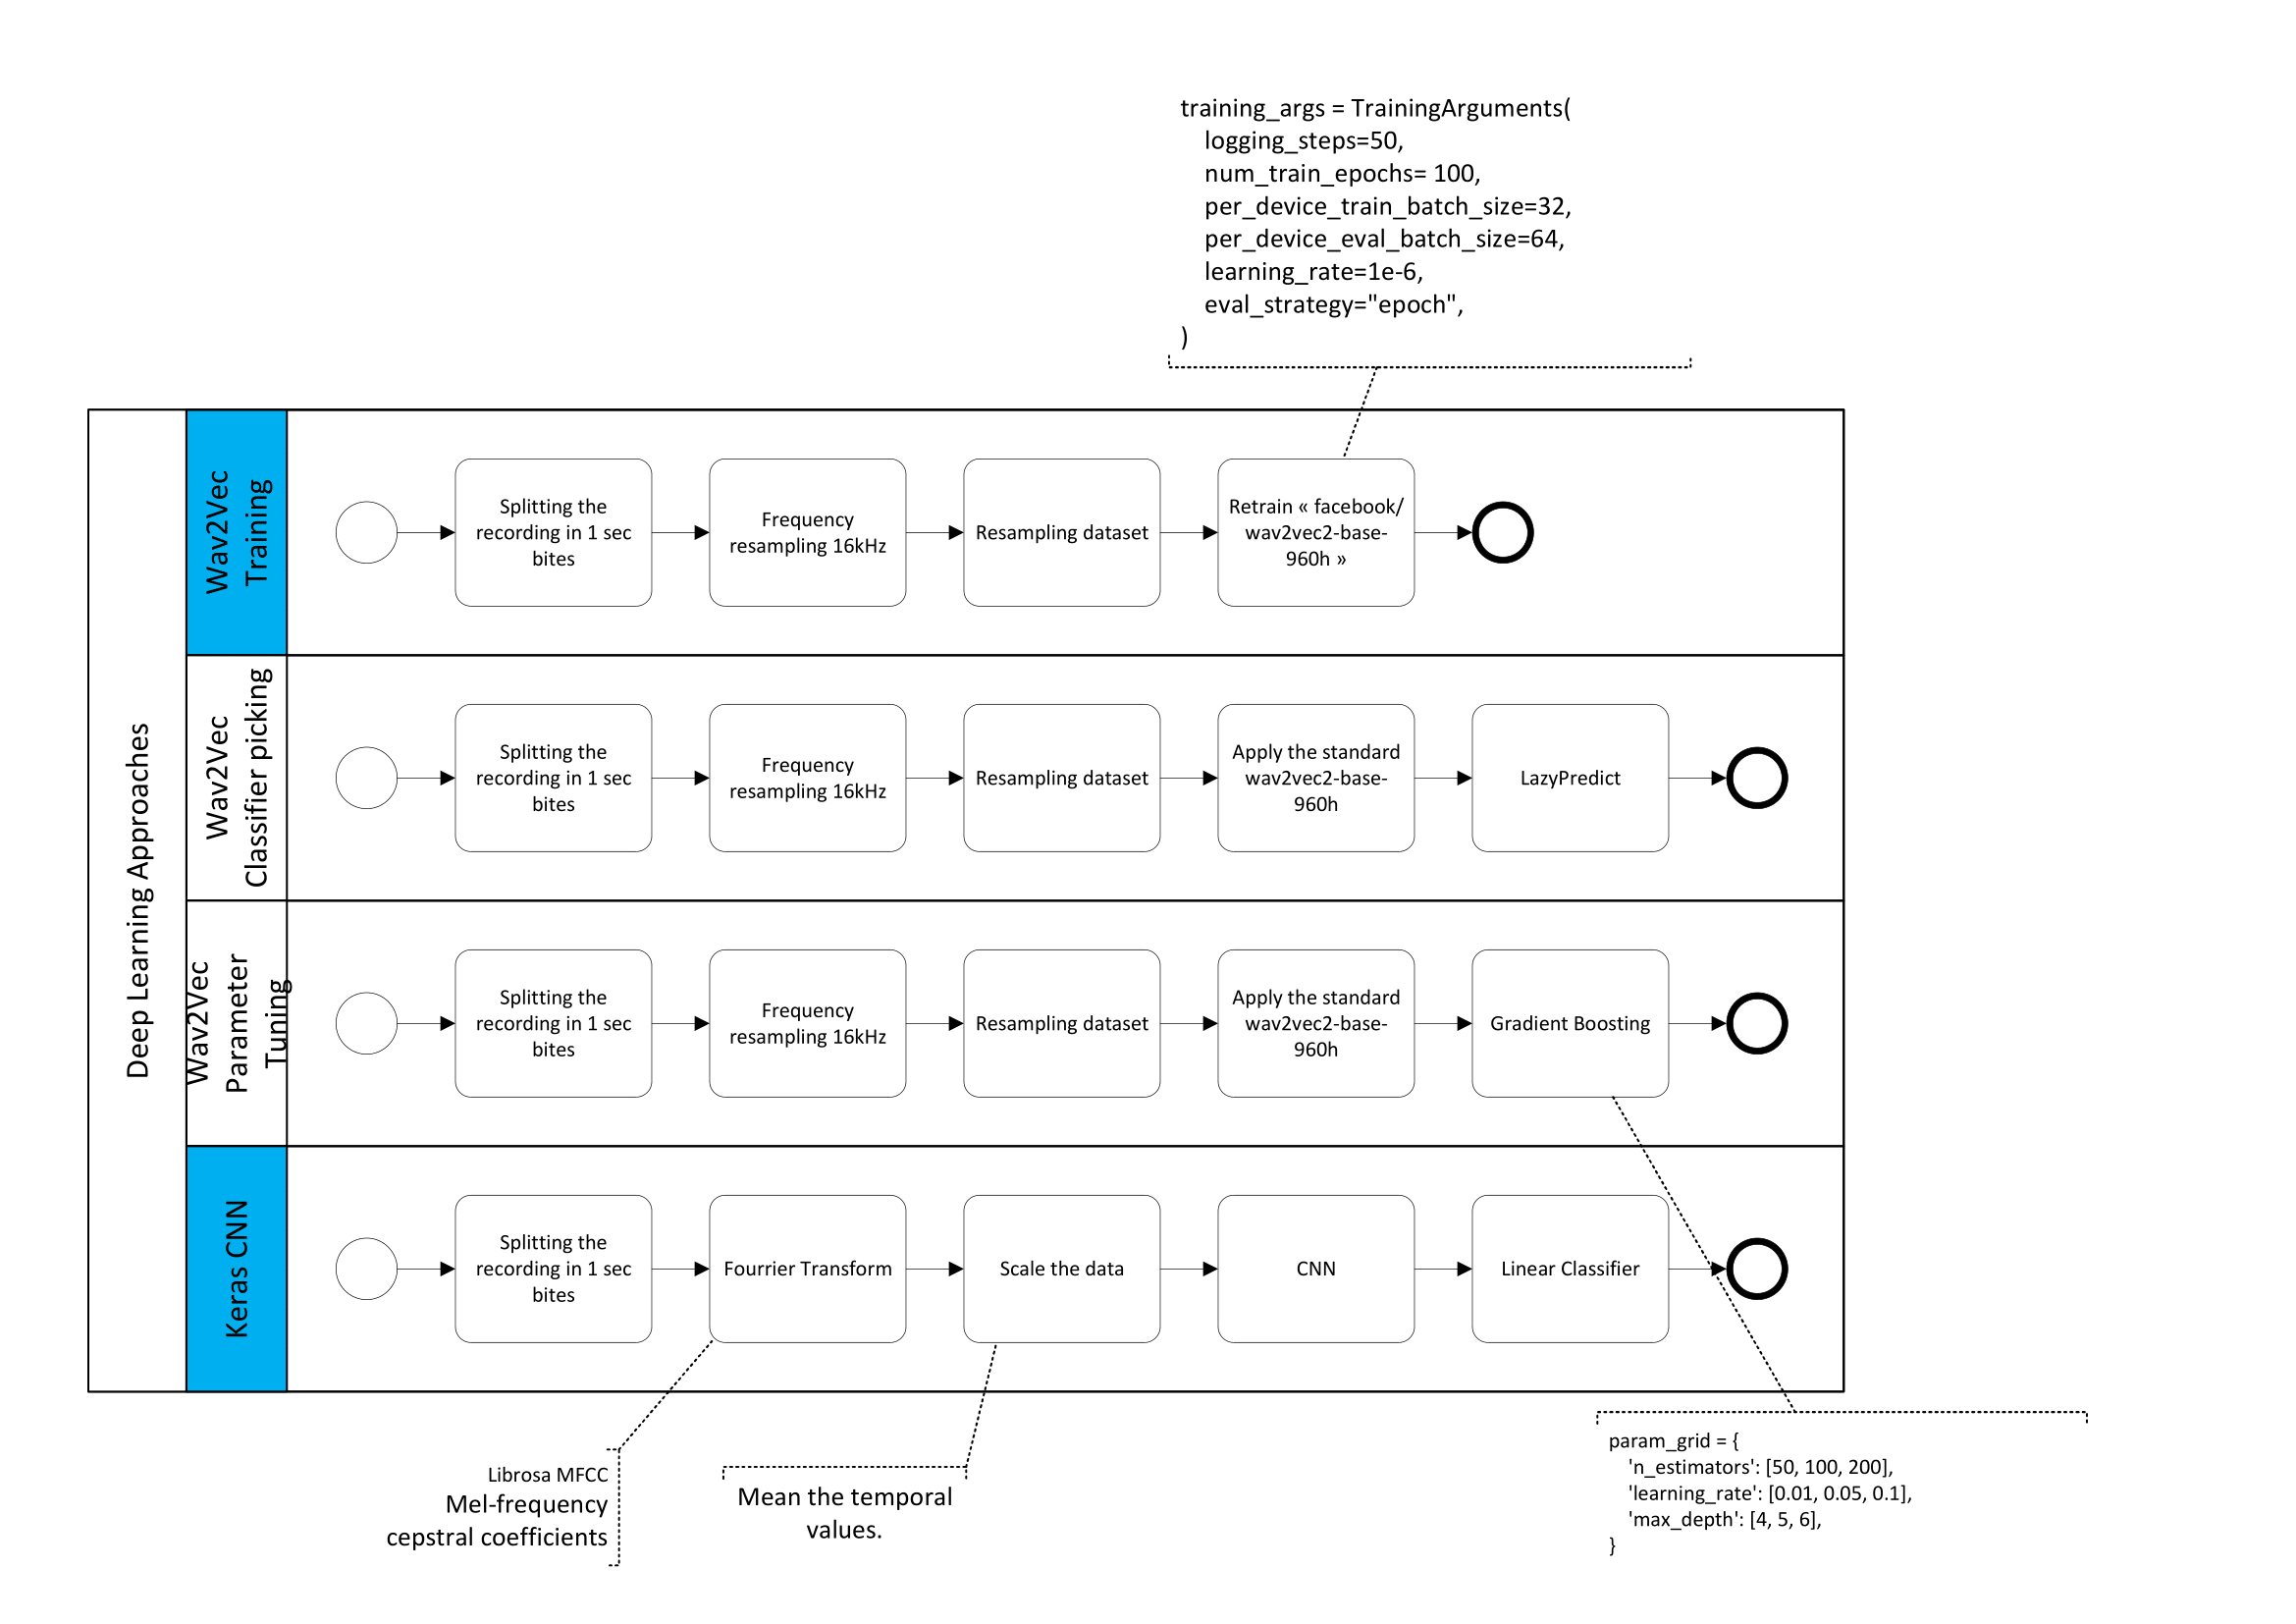 training_args = TrainingArguments(
logging_steps=50,
num_train_epochs= 100,
per_device_train_batch_size=32,
per_device_eval_batch_size=64,
learning_rate=1e-6,
eval_strategy="epoch",
)
Deep Learning Approaches
Wav2Vec
Training
Splitting the
recording in 1 sec
bites
Frequency
resampling 16kHz
Resampling dataset
Retrain « facebook/
wav2vec2-base-
960h »
Wav2Vec
Classifier picking
Splitting the
recording in 1 sec
bites
Frequency
resampling 16kHz
Resampling dataset
Apply the standard
wav2vec2-base-
960h
LazyPredict
Wav2Vec
Parameter
Tuning
Splitting the
recording in 1 sec
bites
Frequency
resampling 16kHz
Resampling dataset
Apply the standard
wav2vec2-base-
960h
Gradient Boosting
Keras CNN
Splitting the
recording in 1 sec
bites
Fourrier Transform
Scale the data
CNN
Linear Classifier
Librosa MFCC
Mel-frequency
cepstral coefficients
Mean the temporal
values.
param_grid = {
'n_estimators': [50, 100, 200],
'learning_rate': [0.01, 0.05, 0.1],
'max_depth': [4, 5, 6],
}